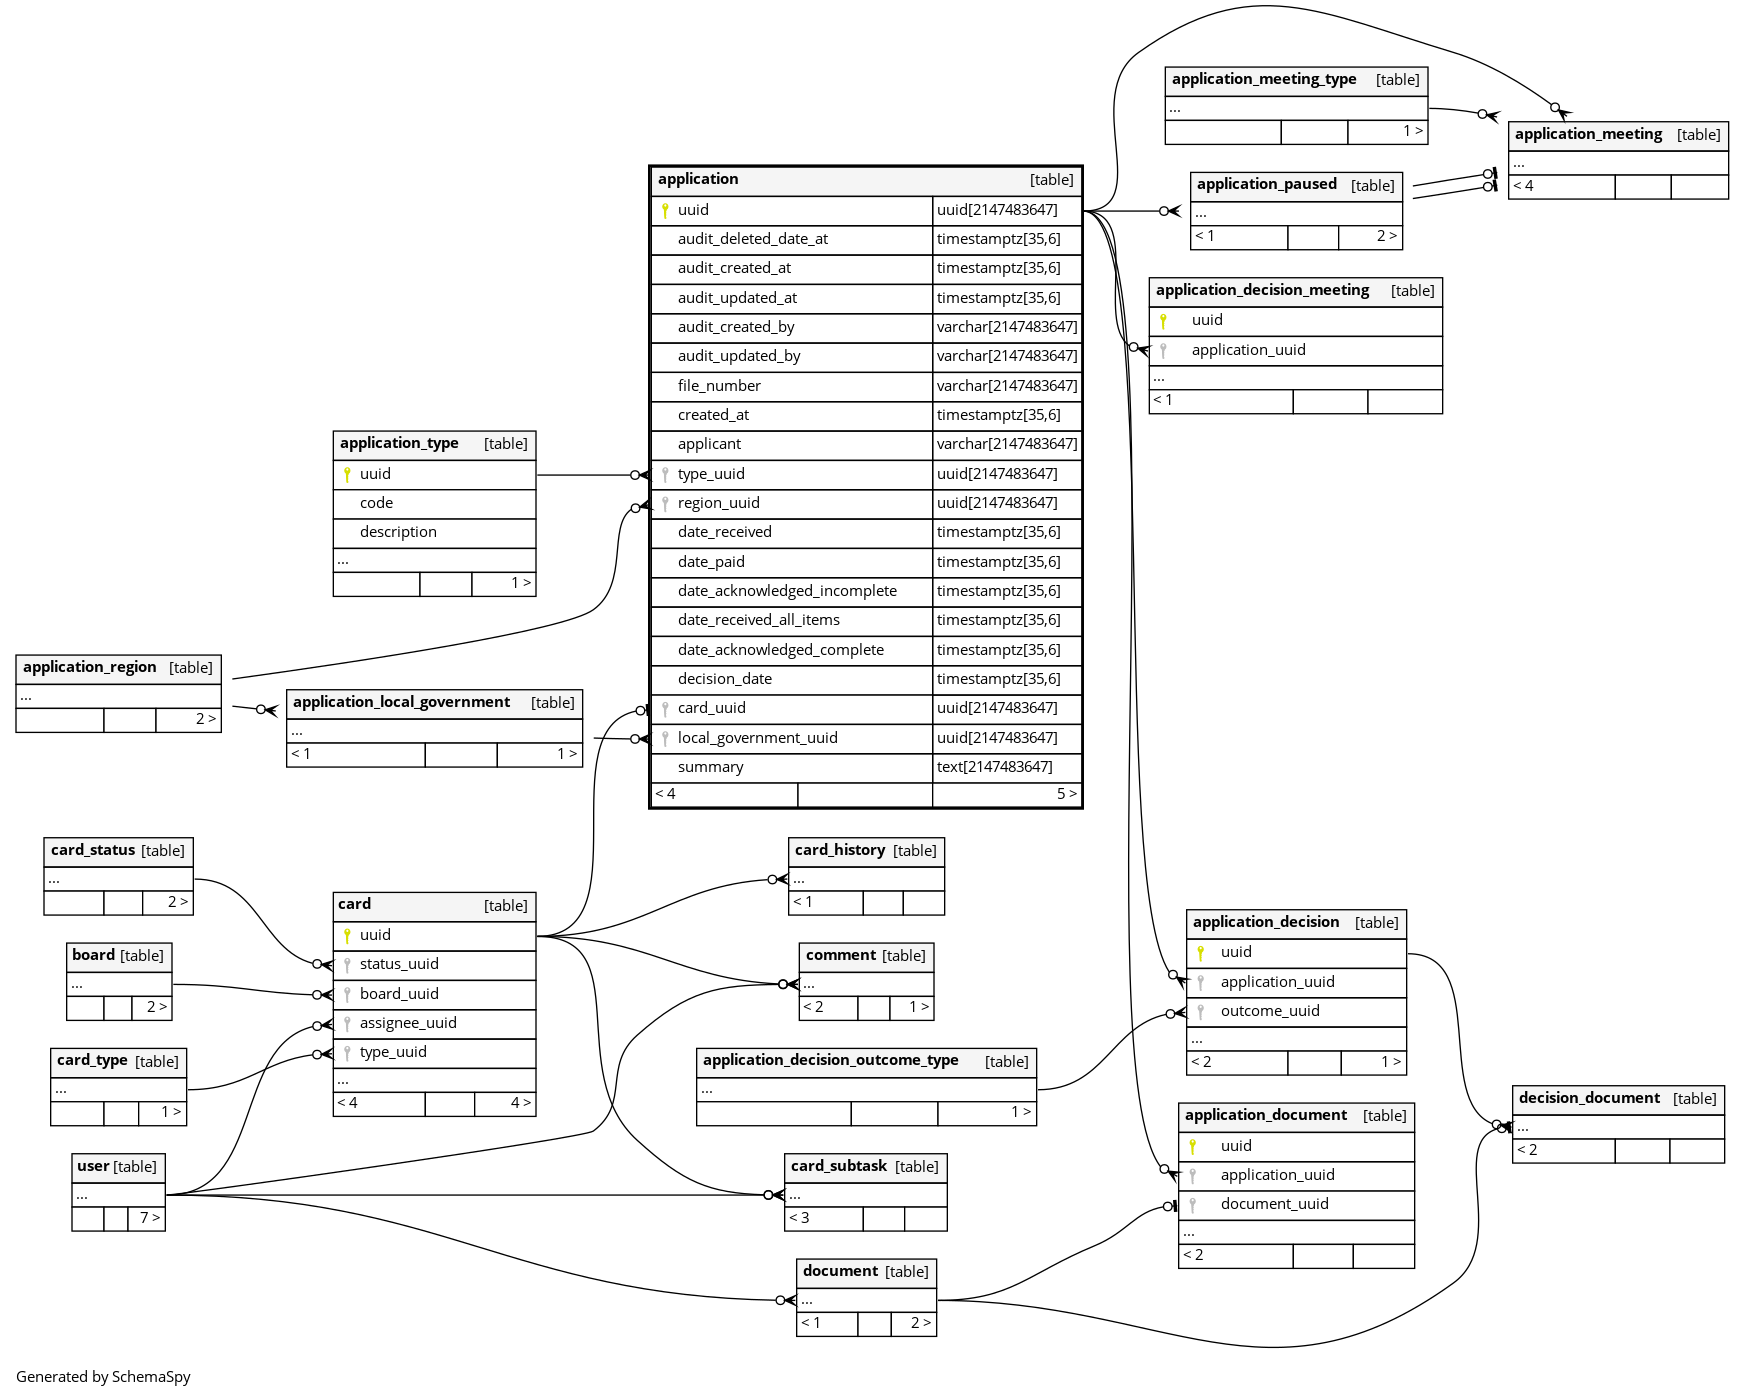 application_meeting_type [table]
...
1 >
application_meeting [table]
...
< 4
application_paused [table]
...
< 1 2 >
application_decision_meeting [table]
uuid
application_uuid
...
< 1
application [table]
uuid uuid[2147483647]
audit_deleted_date_at timestamptz[35,6]
audit_created_at timestamptz[35,6]
audit_updated_at timestamptz[35,6]
audit_created_by varchar[2147483647]
audit_updated_by varchar[2147483647]
file_number varchar[2147483647]
created_at timestamptz[35,6]
applicant varchar[2147483647]
type_uuid uuid[2147483647]
region_uuid uuid[2147483647]
date_received timestamptz[35,6]
date_paid timestamptz[35,6]
date_acknowledged_incomplete timestamptz[35,6]
date_received_all_items timestamptz[35,6]
date_acknowledged_complete timestamptz[35,6]
decision_date timestamptz[35,6]
card_uuid uuid[2147483647]
local_government_uuid uuid[2147483647]
summary text[2147483647]
< 4 5 >
application_type [table]
uuid
code
description
...
1 >
application_region [table]
...
2 >
application_local_government [table]
...
< 1 1 >
card_status [table]
...
2 >
board [table]
...
2 >
card_type [table]
...
1 >
user [table]
...
7 >
card [table]
uuid
status_uuid
board_uuid
assignee_uuid
type_uuid
...
< 4 4 >
card_history [table]
...
< 1
comment [table]
...
< 2 1 >
application_decision_outcome_type [table]
...
1 >
card_subtask [table]
...
< 3
document [table]
...
< 1 2 >
application_decision [table]
uuid
application_uuid
outcome_uuid
...
< 2 1 >
application_document [table]
uuid
application_uuid
document_uuid
...
< 2
decision_document [table]
...
< 2
Generated by SchemaSpy